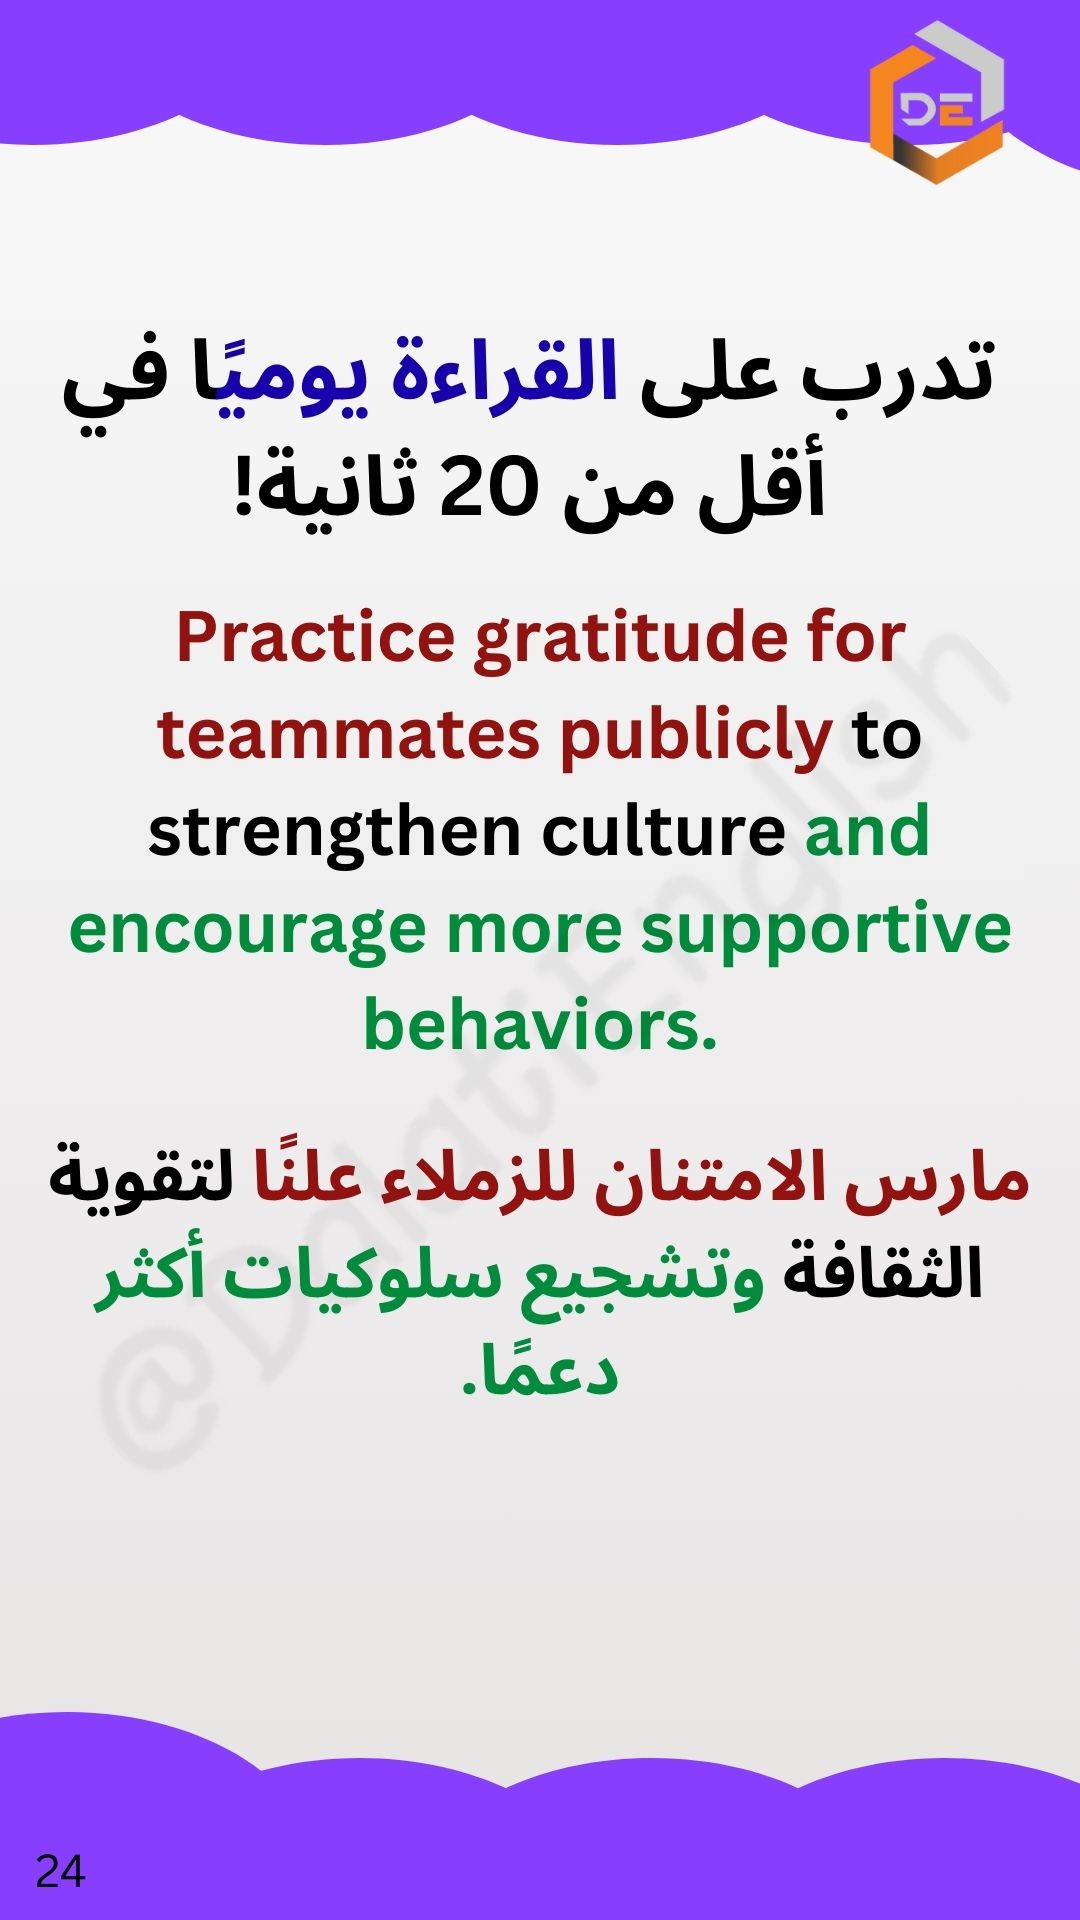 DE
تدرب على القراءة يوميًا في
أقل من 20 ثانية!
Practice gratitude for
teammates publicly to
strengthen culture and
encourage more supportive
behaviors.
مارس الامتنان للزملاء علنًا لتقوية
الثقافة وتشجيع سلوكيات أكثر
دعمًا.
@DalatEnglish
24